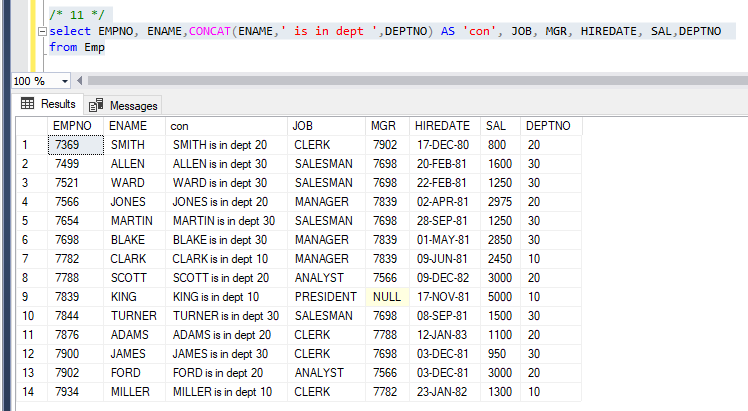 /* 11 */
select EMPNO, ENAME,CONCAT(ENAME,' is in dept ',DEPTNO) AS 'con', JOB, MGR, HIREDATE, SAL,DEPTNO
from Emp
100 %
Results Messages
EMPNO ENAME con JOB MGR HIREDATE SAL DEPTNO
1 7369 SMITH SMITH is in dept 20 CLERK 7902 17-DEC-80 800 20
2 7499 ALLEN ALLEN is in dept 30 SALESMAN 7698 20-FEB-81 1600 30
3 7521 WARD WARD is in dept 30 SALESMAN 7698 22-FEB-81 1250 30
4 7566 JONES JONES is in dept 20 MANAGER 7839 02-APR-81 2975 20
5 7654 MARTIN MARTIN is in dept 30 SALESMAN 7698 28-SEP-81 1250 30
6 7698 BLAKE BLAKE is in dept 30 MANAGER 7839 01-MAY-81 2850 30
7 7782 CLARK CLARK is in dept 10 MANAGER 7839 09-JUN-81 2450 10
8 7788 SCOTT SCOTT is in dept 20 ANALYST 7566 09-DEC-82 3000 20
9 7839 KING KING is in dept 10 PRESIDENT NULL 17-NOV-81 5000 10
10 7844 TURNER TURNER is in dept 30 SALESMAN 7698 08-SEP-81 1500 30
11 7876 ADAMS ADAMS is in dept 20 CLERK 7788 12-JAN-83 1100 20
12 7900 JAMES JAMES is in dept 30 CLERK 7698 03-DEC-81 950 30
13 7902 FORD FORD is in dept 20 ANALYST 7566 03-DEC-81 3000 20
14 7934 MILLER MILLER is in dept 10 CLERK 7782 23-JAN-82 1300 10